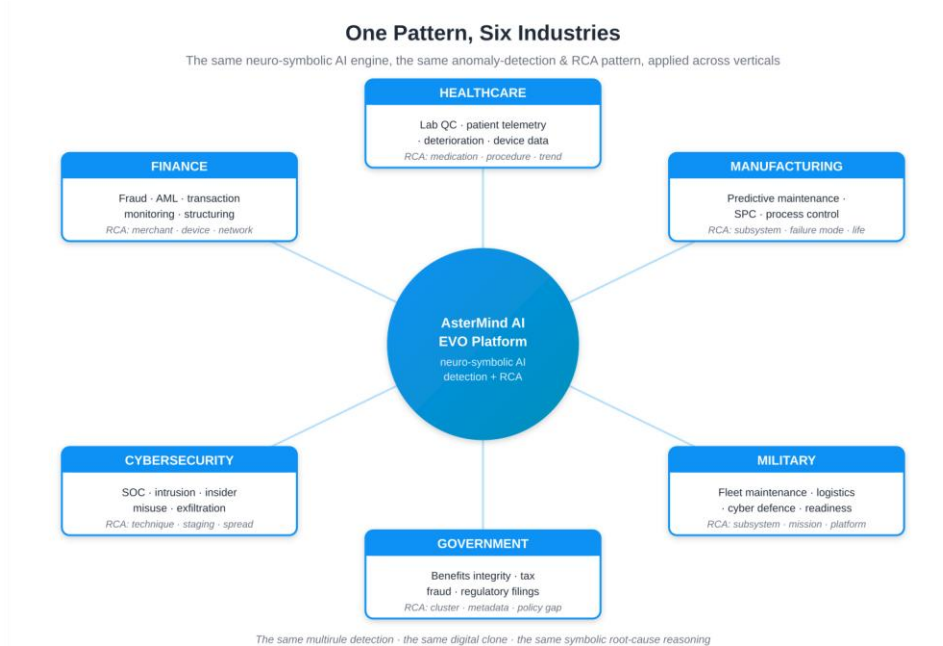 One Pattern, Six Industries
The same neuro-symbolic AI engine, the same anomaly-detection & RCA pattern, applied across verticals
HEALTHCARE
Lab QC · patient telemetry
· deterioration · device data
RCA: medication · procedure · trend
FINANCE
Fraud · AML · transaction
monitoring · structuring
RCA: merchant · device · network
MANUFACTURING
Predictive maintenance ·
SPC · process control
RCA: subsystem · failure mode · life
AsterMind AI
EVO Platform
neuro-symbolic AI
detection + RCA
CYBERSECURITY
SOC · intrusion · insider
misuse · exfiltration
RCA: technique · staging · spread
MILITARY
Fleet maintenance · logistics
· cyber defence · readiness
RCA: subsystem · mission · platform
GOVERNMENT
Benefits integrity · tax
fraud · regulatory filings
RCA: cluster · metadata · policy gap
The same multirule detection · the same digital clone · the same symbolic root-cause reasoning